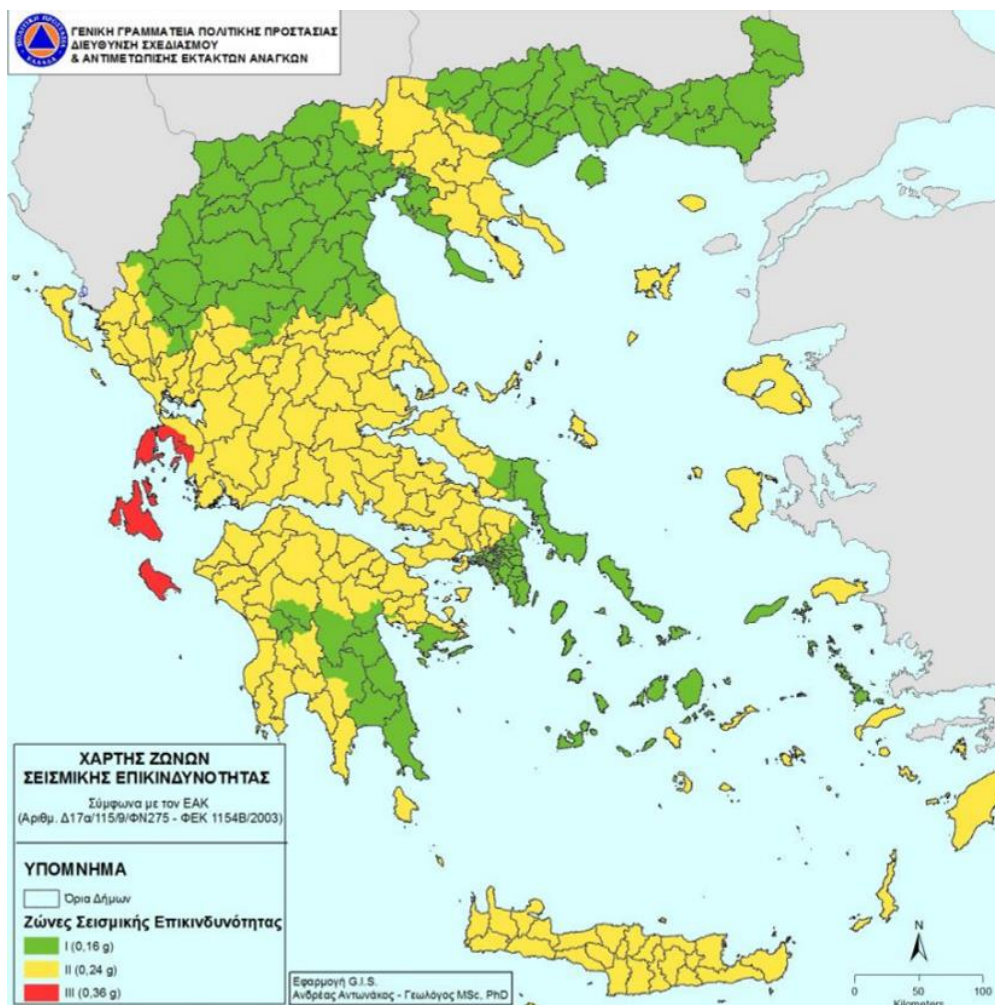 ΓΕΝΙΚΗ ΓΡΑΜΜΑΤΕΙΑ ΠΟΛΙΤΙΚΗΣ ΠΡΟΣΤΑΣΙΑΣ
ΔΙΕΥΘΥΝΣΗ ΣΧΕΔΙΑΣΜΟΥ
& ΑΝΤΙΜΕΤΩΠΙΣΗΣ ΕΚΤΑΚΤΩΝ ΑΝΑΓΚΩΝ
ΧΑΡΤΗΣ ΖΩΝΩΝ
ΣΕΙΣΜΙΚΗΣ ΕΠΙΚΙΝΔΥΝΟΤΗΤΑΣ
Σύμφωνα με τον ΕΑΚ
(Αριθμ. Δ17α/115/9/ΦΝ275 - ΦΕΚ 1154Β/2003)
ΥΠΟΜΝΗΜΑ
Όρια Δήμων
Ζώνες Σεισμικής Επικινδυνότητας
I (0,16 g)
II (0,24 g)
III (0,36 g)
Εφαρμογή G.I.S.
Ανδρέας Αντωνάκος - Γεωλόγος MSc, PhD
N
0 50 100
Kilometers